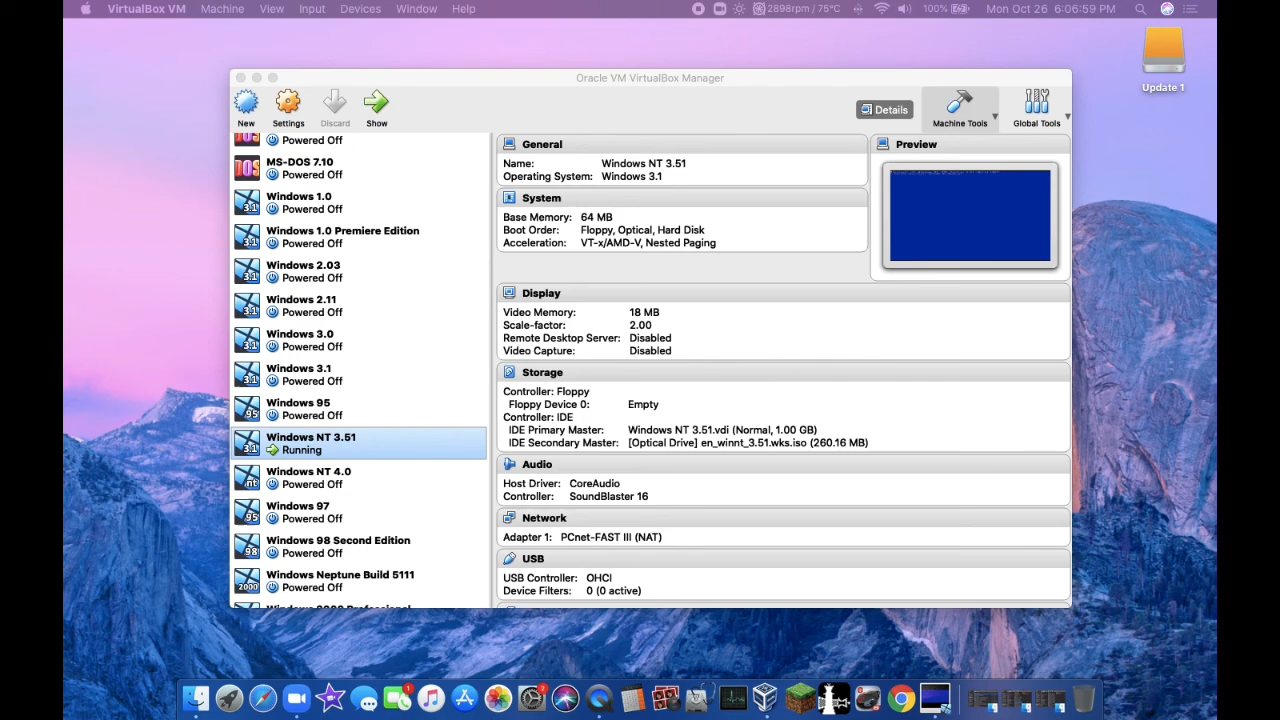 VirtualBox VM Machine View Input Devices Window Help 2898rpm / 75°C 100% Mon Oct 26 6:06:59 PM
Update 1
Oracle VM VirtualBox Manager
New Settings Discard Show Details Machine Tools Global Tools
Powered Off
MS-DOS 7.10
Powered Off
Windows 1.0
Powered Off
Windows 1.0 Premiere Edition
Powered Off
Windows 2.03
Powered Off
Windows 2.11
Powered Off
Windows 3.0
Powered Off
Windows 3.1
Powered Off
Windows 95
Powered Off
Windows NT 3.51
Running
Windows NT 4.0
Powered Off
Windows 97
Powered Off
Windows 98 Second Edition
Powered Off
Windows Neptune Build 5111
Powered Off
General
Name: Windows NT 3.51
Operating System: Windows 3.1
System
Base Memory: 64 MB
Boot Order: Floppy, Optical, Hard Disk
Acceleration: VT-x/AMD-V, Nested Paging
Preview
Display
Video Memory: 18 MB
Scale-factor: 2.00
Remote Desktop Server: Disabled
Video Capture: Disabled
Storage
Controller: Floppy
Floppy Device 0: Empty
Controller: IDE
IDE Primary Master: Windows NT 3.51.vdi (Normal, 1.00 GB)
IDE Secondary Master: [Optical Drive] en_winnt_3.51.wks.iso (260.16 MB)
Audio
Host Driver: CoreAudio
Controller: SoundBlaster 16
Network
Adapter 1: PCnet-FAST III (NAT)
USB
USB Controller: OHCI
Device Filters: 0 (0 active)